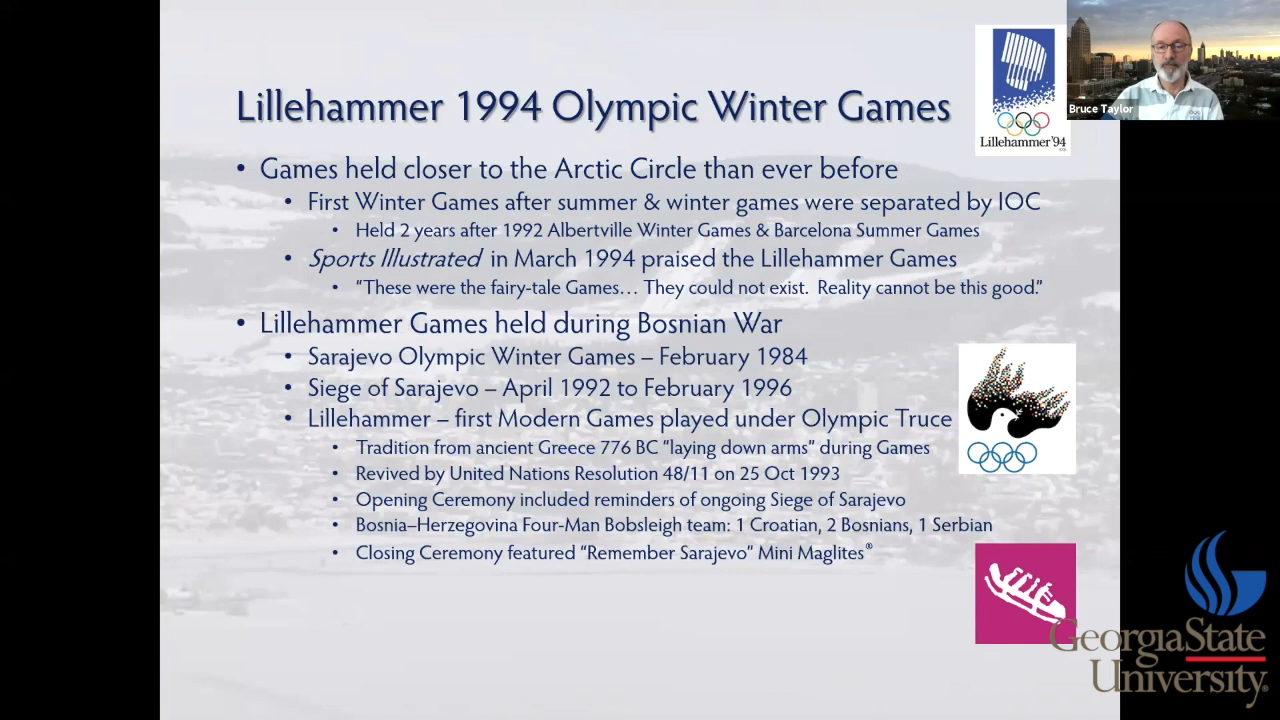 Lillehammer 1994 Olympic Winter Games
Lillehammer'94
Bruce Taylor
• Games held closer to the Arctic Circle than ever before
• First Winter Games after summer & winter games were separated by IOC
• Held 2 years after 1992 Albertville Winter Games & Barcelona Summer Games
• Sports Illustrated in March 1994 praised the Lillehammer Games
• “These were the fairy-tale Games… They could not exist. Reality cannot be this good.”
• Lillehammer Games held during Bosnian War
• Sarajevo Olympic Winter Games – February 1984
• Siege of Sarajevo – April 1992 to February 1996
• Lillehammer – first Modern Games played under Olympic Truce
• Tradition from ancient Greece 776 BC “laying down arms” during Games
• Revived by United Nations Resolution 48/11 on 25 Oct 1993
• Opening Ceremony included reminders of ongoing Siege of Sarajevo
• Bosnia–Herzegovina Four-Man Bobsleigh team: 1 Croatian, 2 Bosnians, 1 Serbian
• Closing Ceremony featured “Remember Sarajevo” Mini Maglites®
GeorgiaState
University®